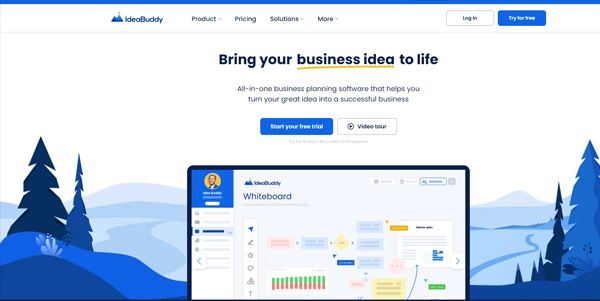 IdeaBuddy
Product
Pricing
Solutions
More
Log in
Try for free
Bring your business idea to life
All-in-one business planning software that helps you
turn your great idea into a successful business
Start your free trial
Video tour
IdeaBuddy
Whiteboard